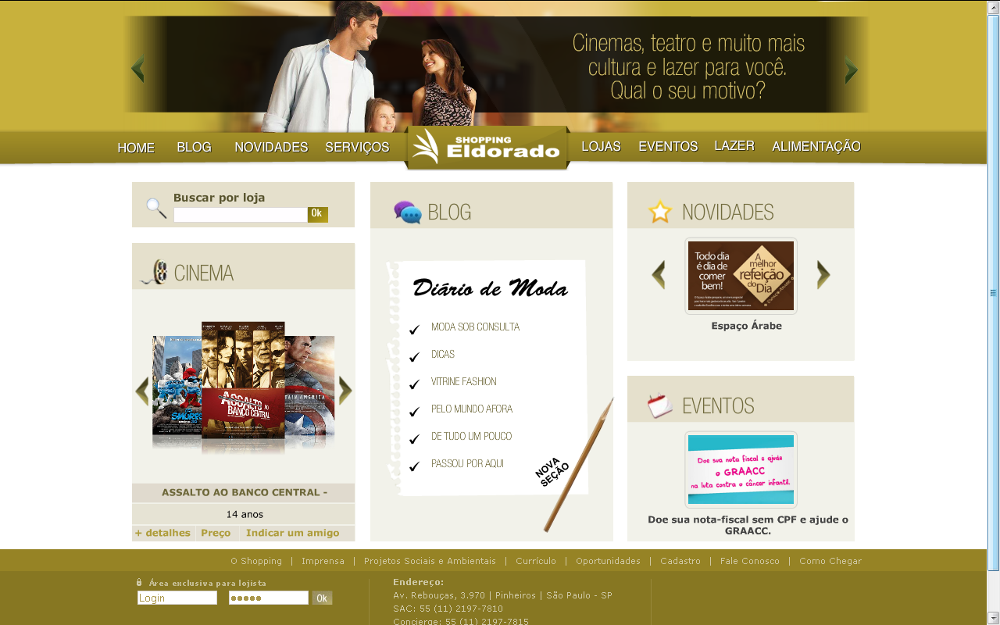 Cinemas, teatro e muito mais
cultura e lazer para você.
Qual o seu motivo?
HOME BLOG NOVIDADES SERVIÇOS SHOPPING Eldorado LOJAS EVENTOS LAZER ALIMENTAÇÃO
Buscar por loja
Ok
CINEMA
ASSALTO AO
BANCO CENTRAL
ASSALTO AO BANCO CENTRAL -
14 anos
+ detalhes Preço Indicar um amigo
BLOG
Diário de Moda
MODA SOB CONSULTA
DICAS
VITRINE FASHION
PELO MUNDO AFORA
DE TUDO UM POUCO
PASSOU POR AQUI
NOVA
SEÇÃO
NOVIDADES
Todo dia
é dia de
comer
bem!
A
melhor
refeição
do Dia
Espaço Árabe
EVENTOS
Doe sua nota fiscal e ajude
o GRAACC
na luta contra o câncer infantil.
Doe sua nota-fiscal sem CPF e ajude o
GRAACC.
O Shopping | Imprensa | Projetos Sociais e Ambientais | Currículo | Oportunidades | Cadastro | Fale Conosco | Como Chegar
Área exclusiva para lojista
Login Ok
Endereço:
Av. Rebouças, 3.970 | Pinheiros | São Paulo - SP
SAC: 55 (11) 2197-7810
Concierge: 55 (11) 2197-7815